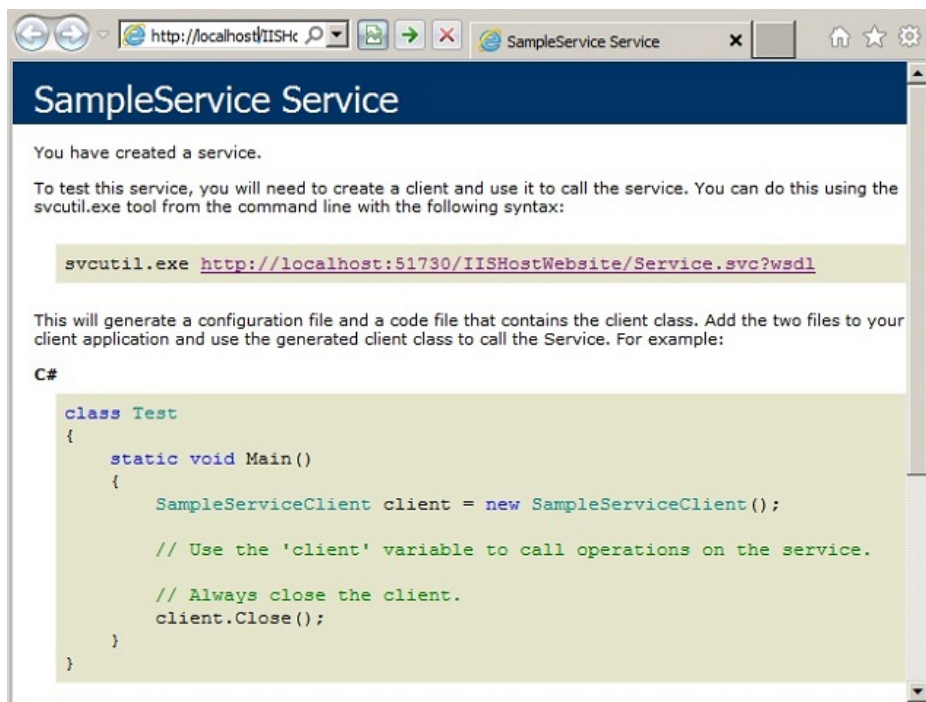 http://localhost/IISHc
SampleService Service
SampleService Service
You have created a service.
To test this service, you will need to create a client and use it to call the service. You can do this using the
svcutil.exe tool from the command line with the following syntax:
svcutil.exe http://localhost:51730/IISHostWebsite/Service.svc?wsdl
This will generate a configuration file and a code file that contains the client class. Add the two files to your
client application and use the generated client class to call the Service. For example:
C#
class Test
{
static void Main()
{
SampleServiceClient client = new SampleServiceClient();
// Use the 'client' variable to call operations on the service.
// Always close the client.
client.Close();
}
}